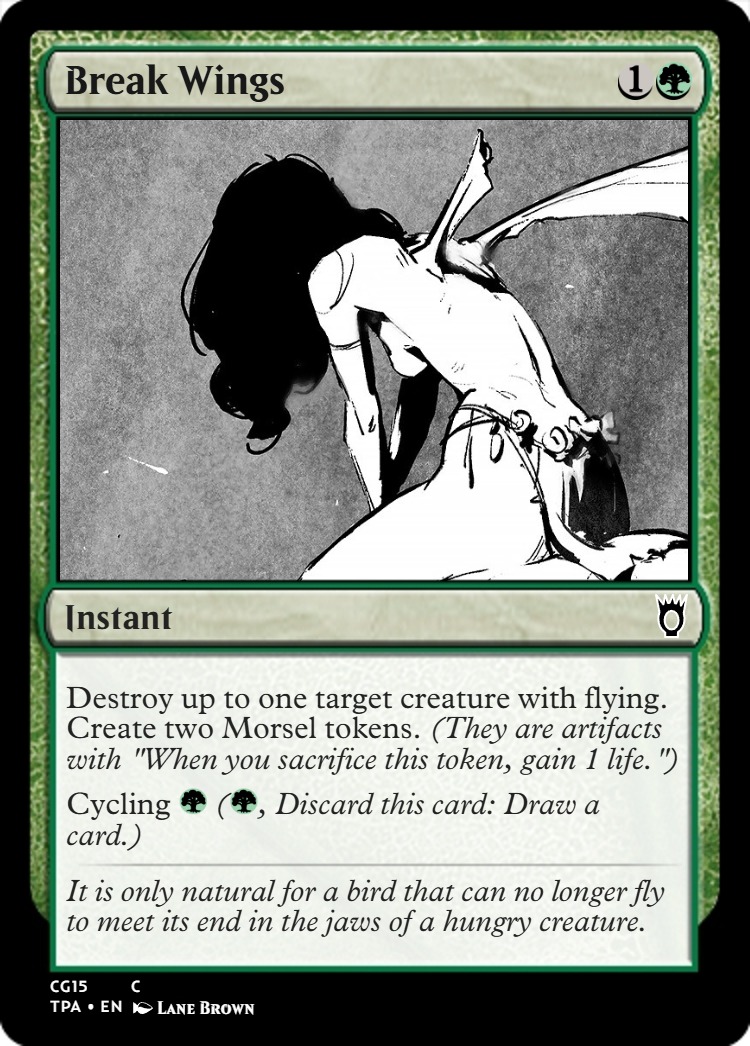 Break Wings 1
Instant
Destroy up to one target creature with flying.
Create two Morsel tokens. (They are artifacts
with "When you sacrifice this token, gain 1 life.")
Cycling (, Discard this card: Draw a
card.)
It is only natural for a bird that can no longer fly
to meet its end in the jaws of a hungry creature.
CG15 C
TPA • EN Lane Brown